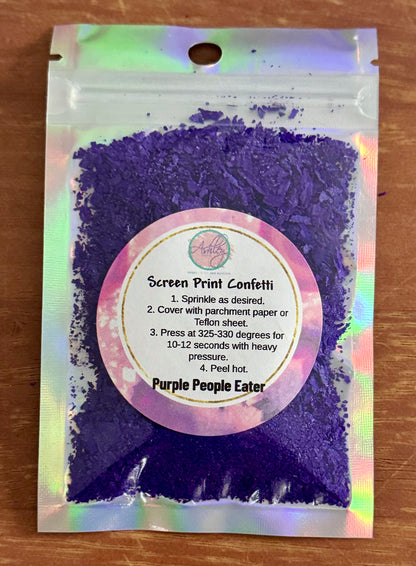 Ashley
Screen Print Confetti
1. Sprinkle as desired.
2. Cover with parchment paper or
Teflon sheet.
3. Press at 325-330 degrees for
10-12 seconds with heavy
pressure.
4. Peel hot.
Purple People Eater